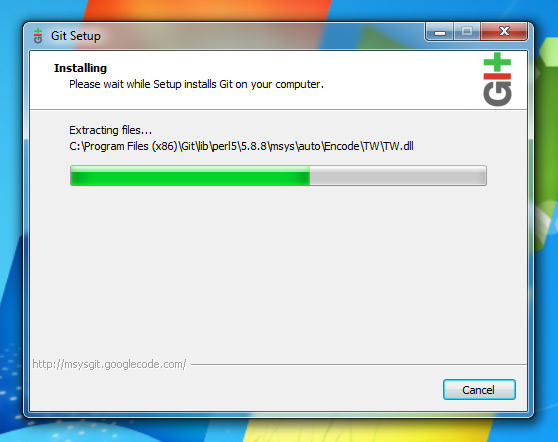 Git Setup
Installing
Please wait while Setup installs Git on your computer.
GIT
Extracting files...
C:\Program Files (x86)\Git\lib\perl5\5.8.8\msys\auto\Encode\TW\TW.dll
http://msysgit.googlecode.com/
Cancel